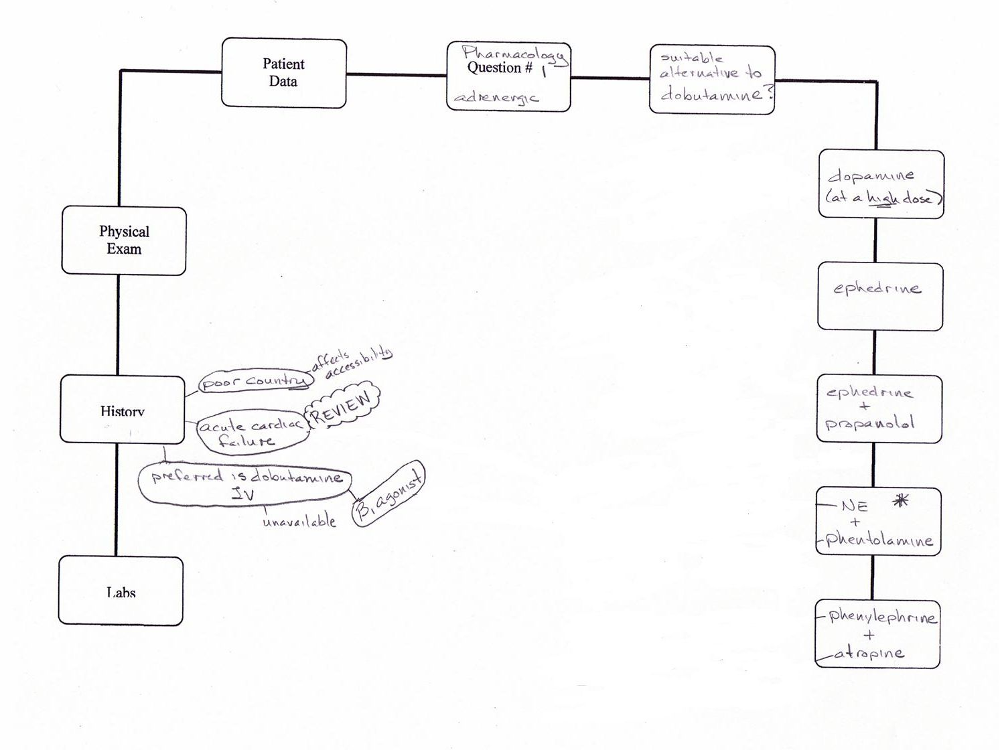 Patient
Data
Pharmacology
Question # 1
adrenergic
suitable
alternative to
dobutamine?
dopamine
(at a high dose)
ephedrine
ephedrine
+
propanolol
NE *
+
phentolamine
phenylephrine
+
atropine
Physical
Exam
History
poor country
affects
accessibility
acute cardiac
failure
REVIEW
preferred is dobutamine
IV
unavailable
β₁ agonist
Labs